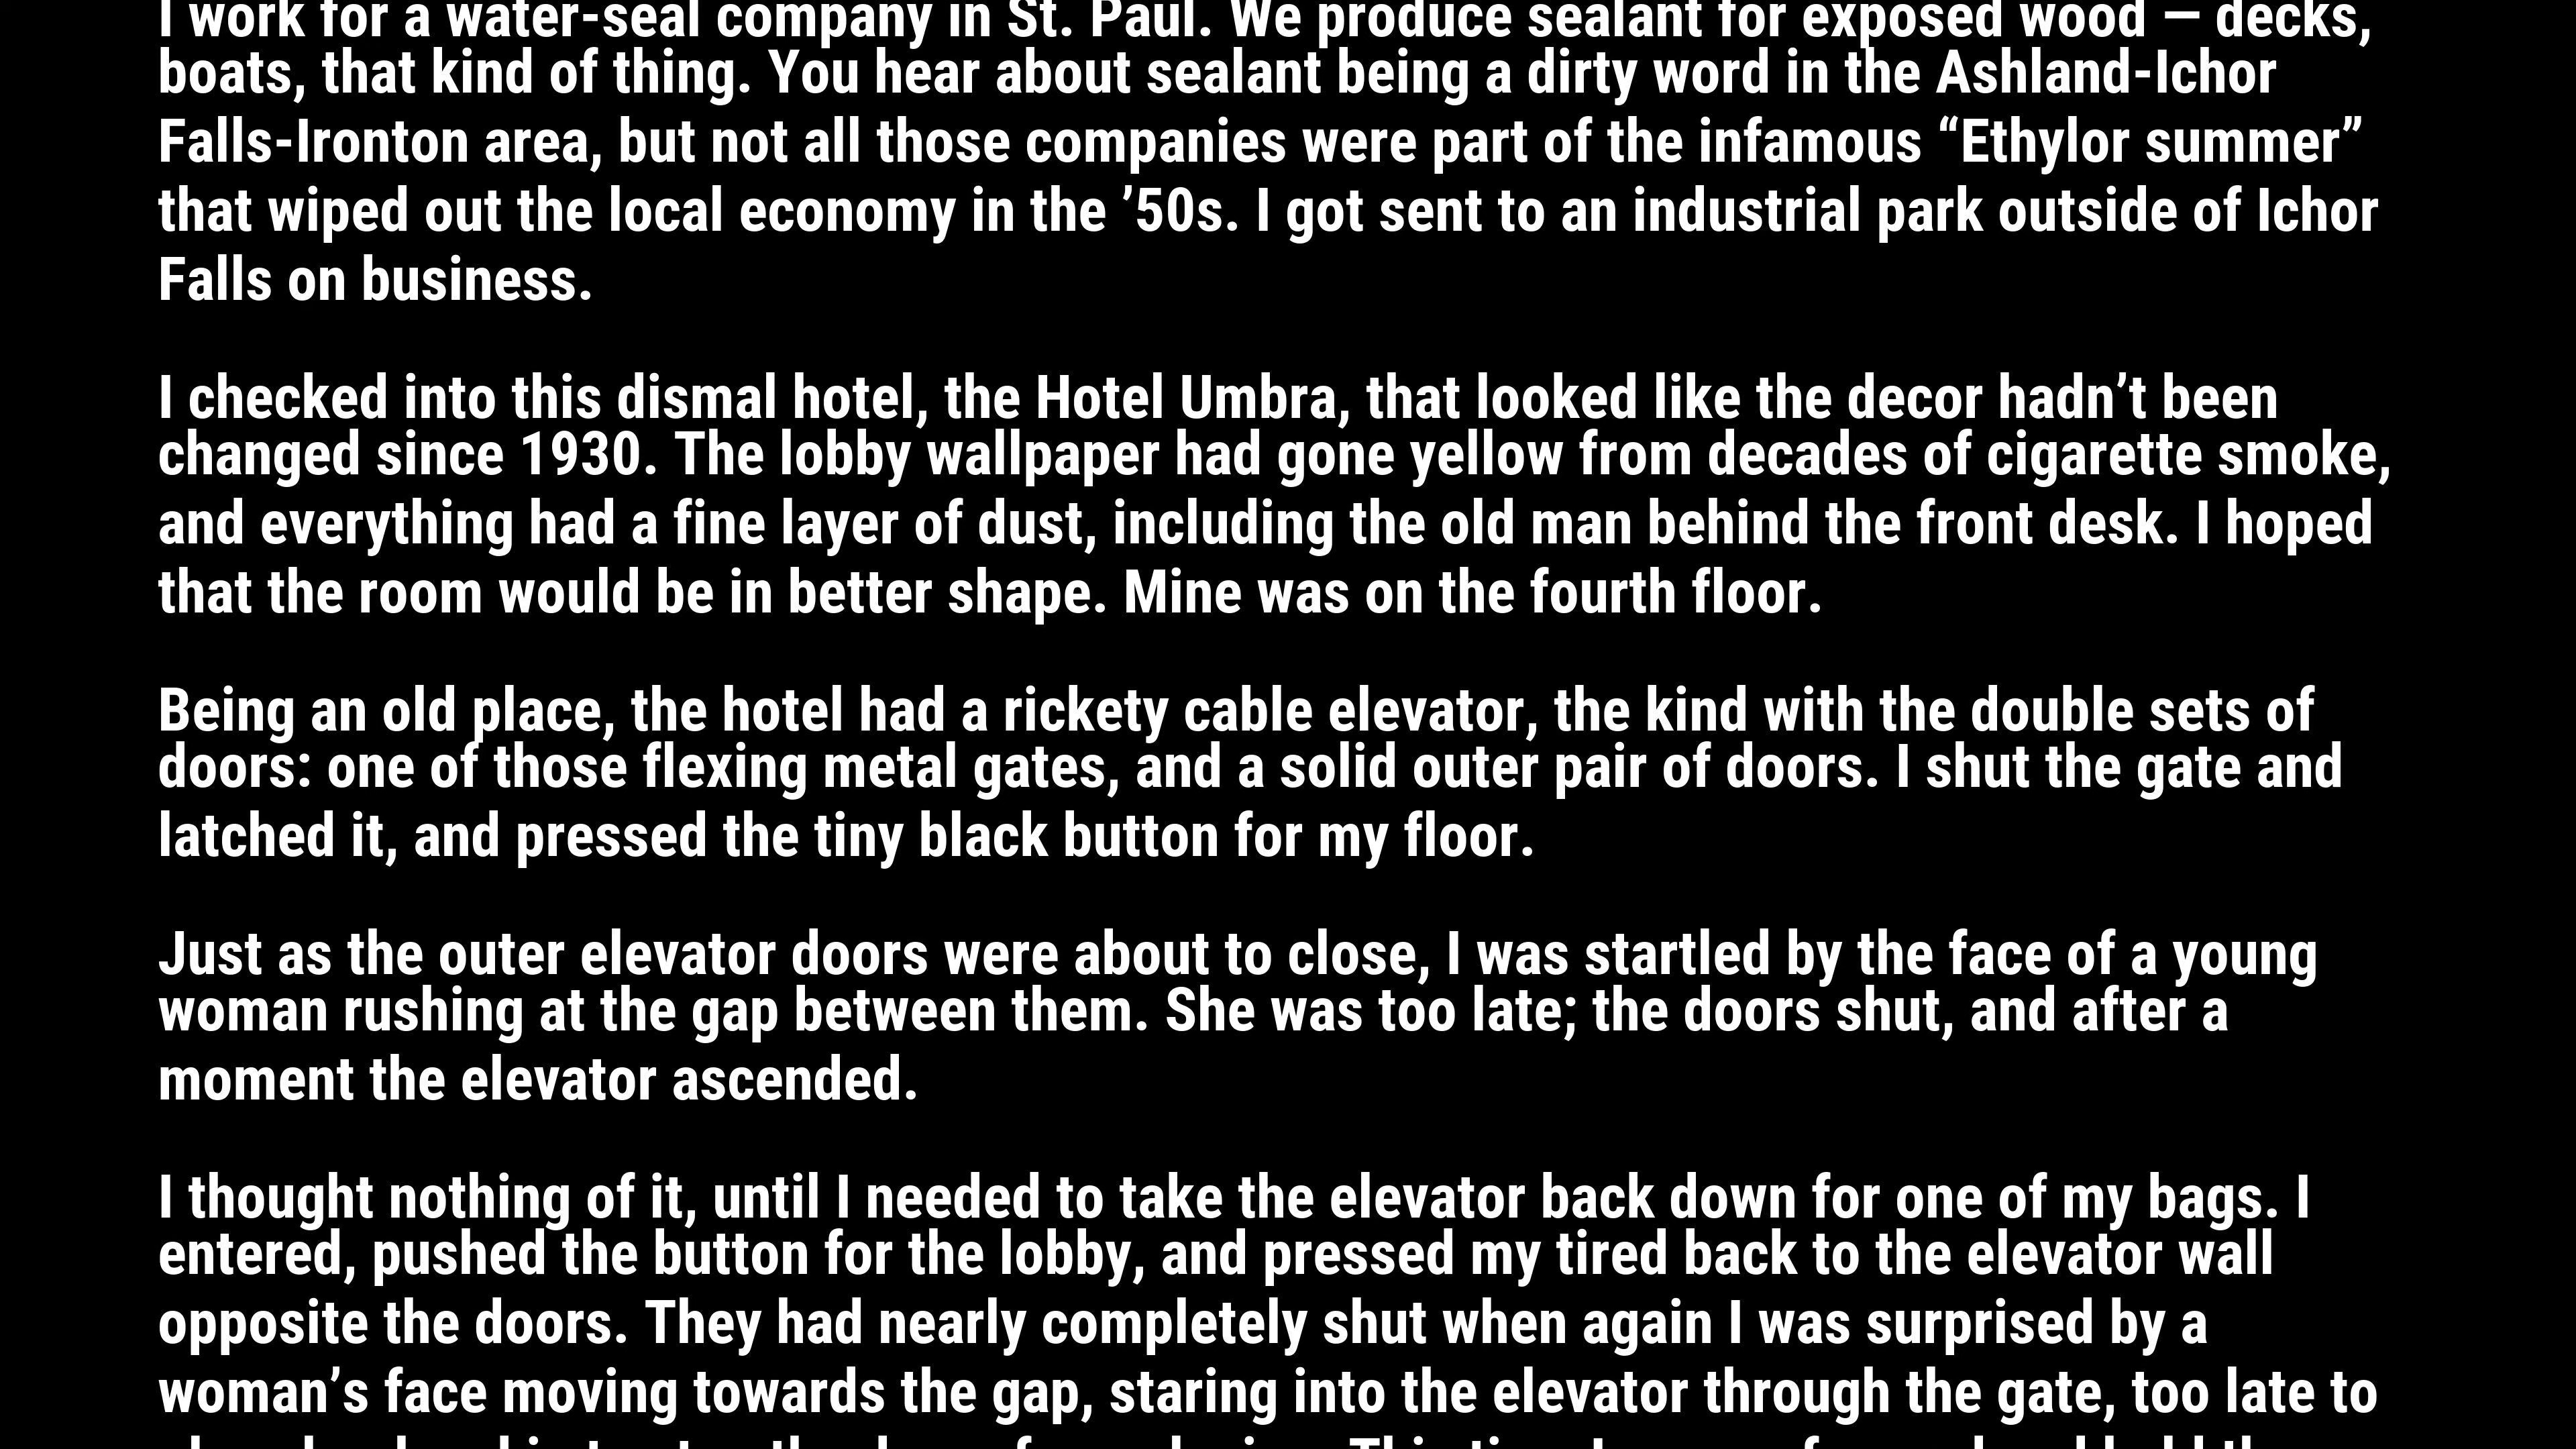 I work for a water-seal company in St. Paul. We produce sealant for exposed wood — decks,
boats, that kind of thing. You hear about sealant being a dirty word in the Ashland-Ichor
Falls-Ironton area, but not all those companies were part of the infamous “Ethylor summer”
that wiped out the local economy in the ’50s. I got sent to an industrial park outside of Ichor
Falls on business.
I checked into this dismal hotel, the Hotel Umbra, that looked like the decor hadn’t been
changed since 1930. The lobby wallpaper had gone yellow from decades of cigarette smoke,
and everything had a fine layer of dust, including the old man behind the front desk. I hoped
that the room would be in better shape. Mine was on the fourth floor.
Being an old place, the hotel had a rickety cable elevator, the kind with the double sets of
doors: one of those flexing metal gates, and a solid outer pair of doors. I shut the gate and
latched it, and pressed the tiny black button for my floor.
Just as the outer elevator doors were about to close, I was startled by the face of a young
woman rushing at the gap between them. She was too late; the doors shut, and after a
moment the elevator ascended.
I thought nothing of it, until I needed to take the elevator back down for one of my bags. I
entered, pushed the button for the lobby, and pressed my tired back to the elevator wall
opposite the doors. They had nearly completely shut when again I was surprised by a
woman’s face moving towards the gap, staring into the elevator through the gate, too late to